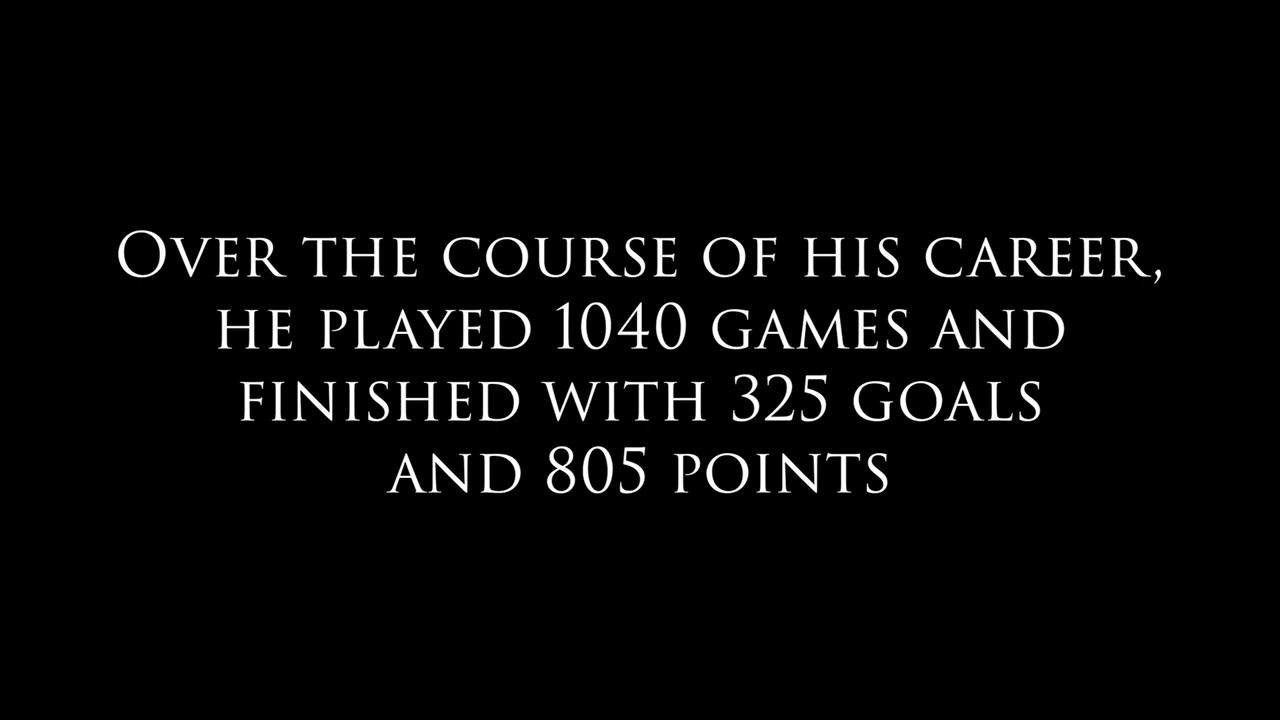 Over the course of his career,
he played 1040 games and
finished with 325 goals
and 805 points